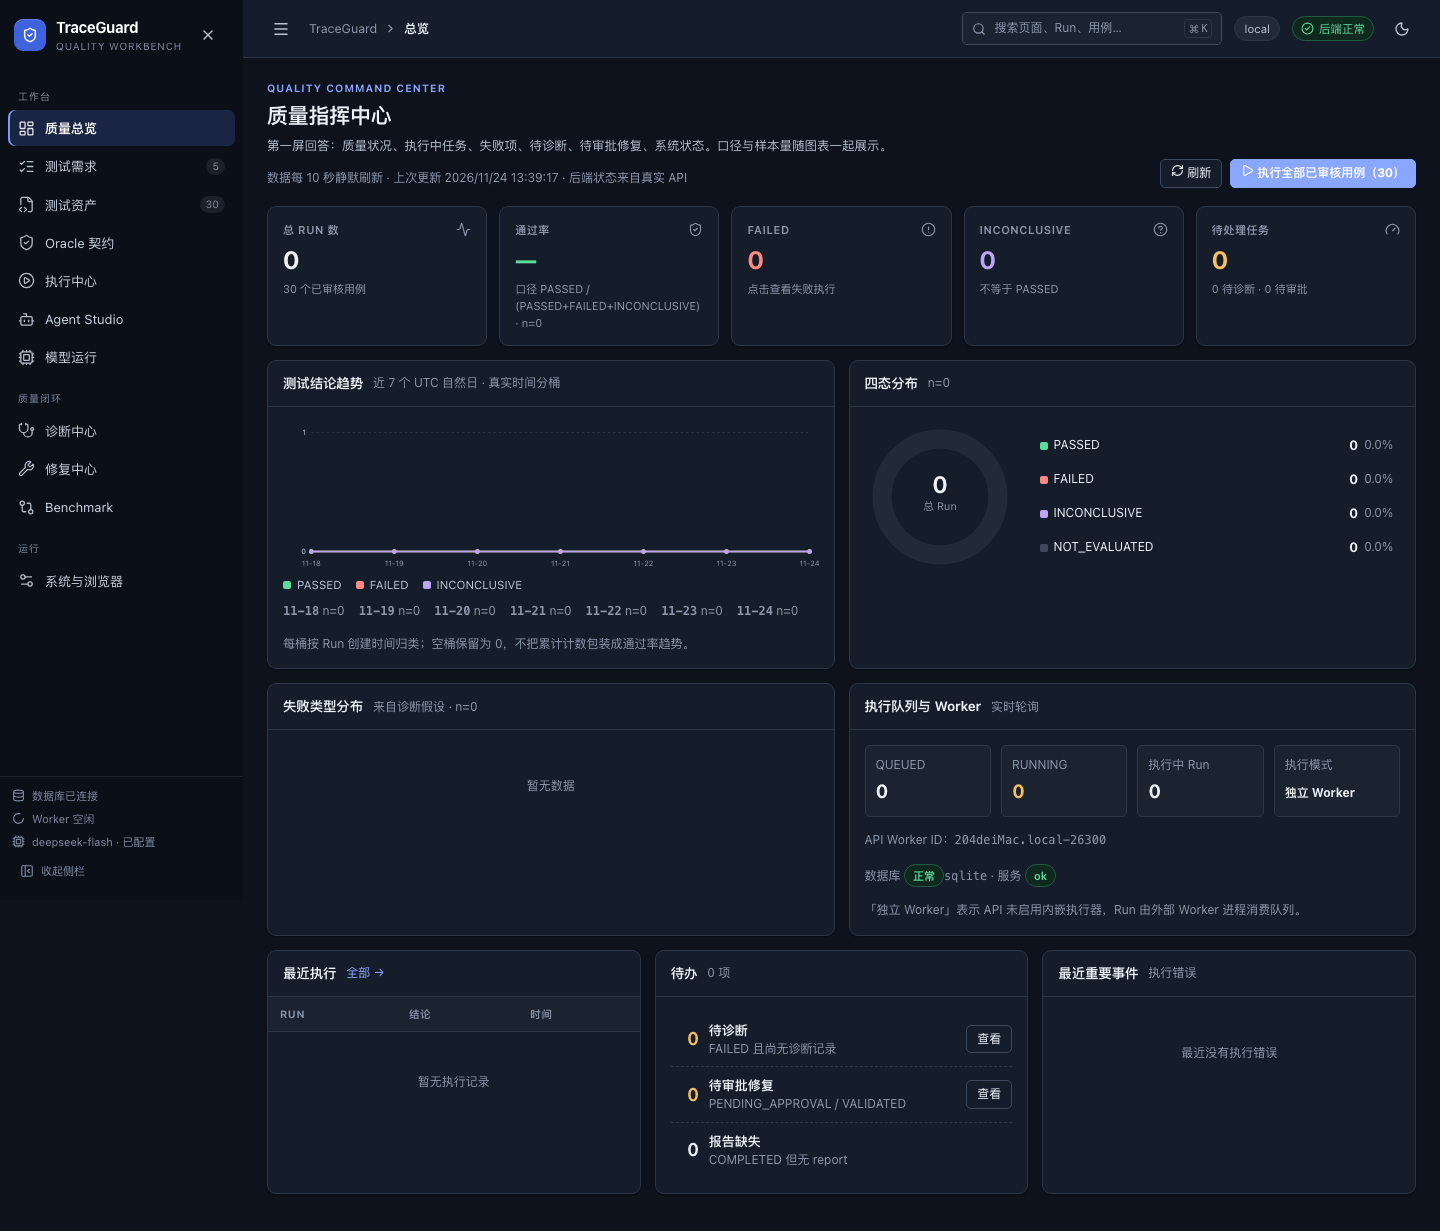 TraceGuard
QUALITY WORKBENCH
工作台
质量总览
测试需求 5
测试资产 30
Oracle 契约
执行中心
Agent Studio
模型运行
质量闭环
诊断中心
修复中心
Benchmark
运行
系统与浏览器
数据库已连接
Worker 空闲
deepseek-flash · 已配置
收起侧栏
TraceGuard > 总览
搜索页面、Run、用例… ⌘ K
local
后端正常
QUALITY COMMAND CENTER
质量指挥中心
第一屏回答：质量状况、执行中任务、失败项、待诊断、待审批修复、系统状态。口径与样本量随图表一起展示。
数据每 10 秒静默刷新 · 上次更新 2026/11/24 13:39:17 · 后端状态来自真实 API
刷新
执行全部已审核用例（30）
总 RUN 数
0
30 个已审核用例
通过率
—
口径 PASSED /
(PASSED+FAILED+INCONCLUSIVE)
· n=0
FAILED
0
点击查看失败执行
INCONCLUSIVE
0
不等于 PASSED
待处理任务
0
0 待诊断 · 0 待审批
测试结论趋势 近 7 个 UTC 自然日 · 真实时间分桶
1
0
11-18 11-19 11-20 11-21 11-22 11-23 11-24
PASSED FAILED INCONCLUSIVE
11-18 n=0 11-19 n=0 11-20 n=0 11-21 n=0 11-22 n=0 11-23 n=0 11-24 n=0
每桶按 Run 创建时间归类；空桶保留为 0，不把累计计数包装成通过率趋势。
四态分布 n=0
0
总 Run
PASSED 0 0.0%
FAILED 0 0.0%
INCONCLUSIVE 0 0.0%
NOT_EVALUATED 0 0.0%
失败类型分布 来自诊断假设 · n=0
暂无数据
执行队列与 Worker 实时轮询
QUEUED
0
RUNNING
0
执行中 Run
0
执行模式
独立 Worker
API Worker ID： 204deiMac.local-26300
数据库 正常 sqlite · 服务 ok
「独立 Worker」表示 API 未启用内嵌执行器，Run 由外部 Worker 进程消费队列。
最近执行 全部 →
RUN 结论 时间
暂无执行记录
待办 0 项
0 待诊断
FAILED 且尚无诊断记录
查看
0 待审批修复
PENDING_APPROVAL / VALIDATED
查看
0 报告缺失
COMPLETED 但无 report
最近重要事件 执行错误
最近没有执行错误